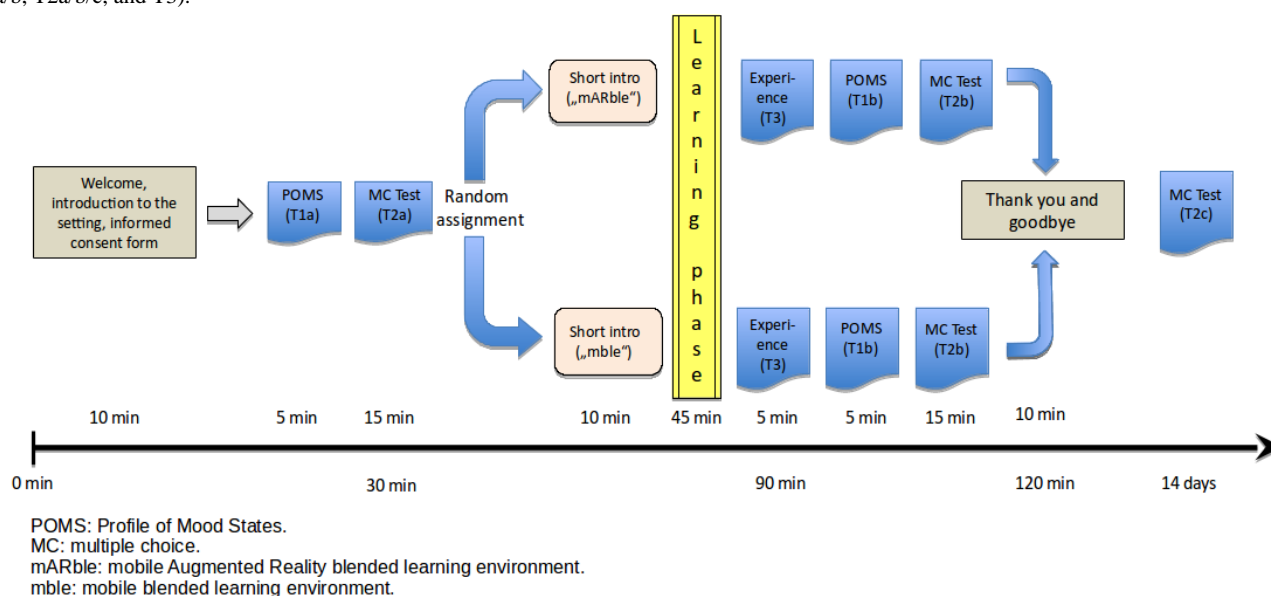 a/b, T2a/b/c, and T3).
Welcome,
introduction to the
setting, informed
consent form
POMS
(T1a)
MC Test
(T2a)
Random
assignment
Short intro
(„mARble“)
Short intro
(„mble“)
L
e
a
r
n
i
n
g
p
h
a
s
e
Experi-
ence
(T3)
POMS
(T1b)
MC Test
(T2b)
Experi-
ence
(T3)
POMS
(T1b)
MC Test
(T2b)
Thank you and
goodbye
MC Test
(T2c)
10 min
5 min
15 min
10 min
45 min
5 min
5 min
15 min
10 min
0 min
30 min
90 min
120 min
14 days
POMS: Profile of Mood States.
MC: multiple choice.
mARble: mobile Augmented Reality blended learning environment.
mble: mobile blended learning environment.